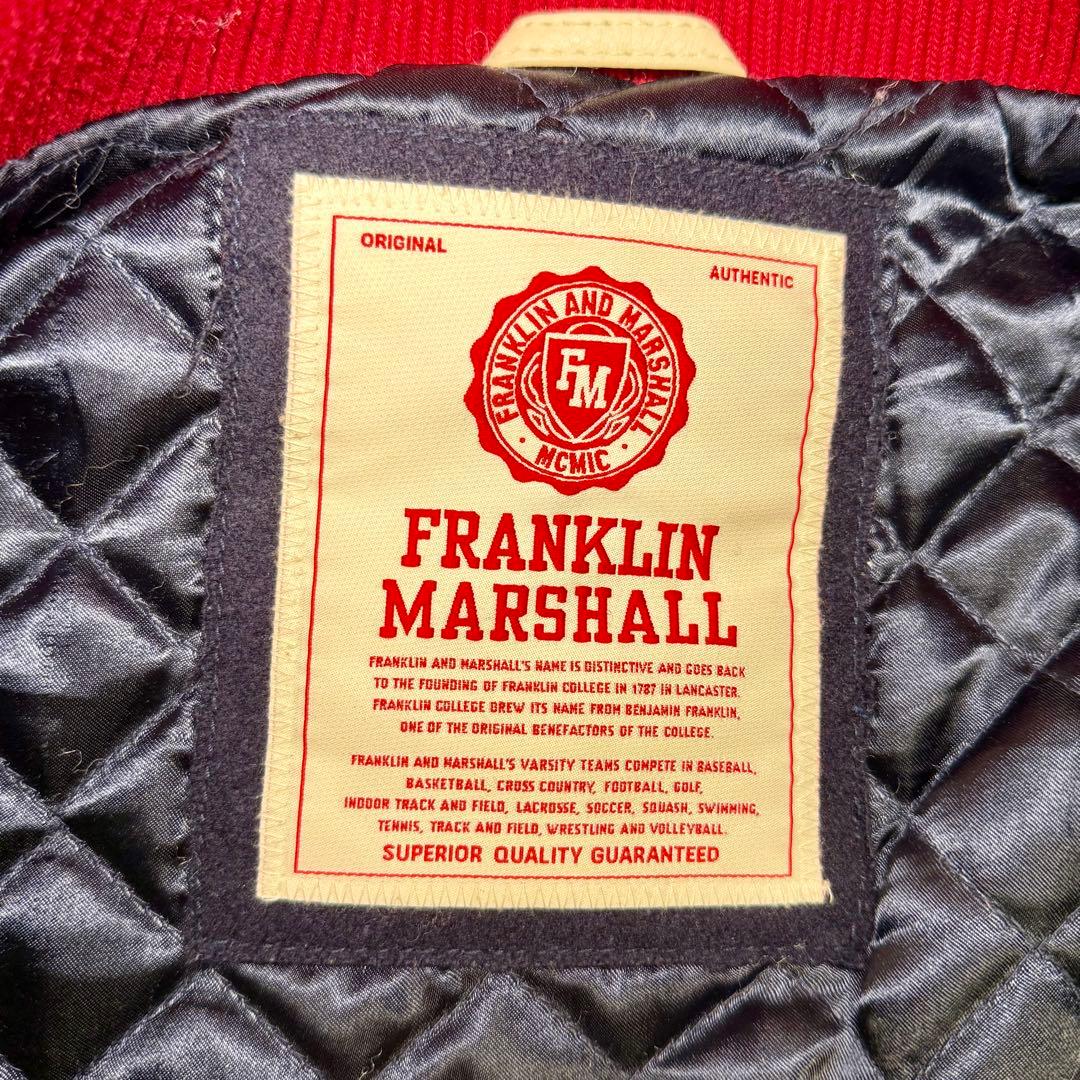 ORIGINAL
AUTHENTIC
FRANKLIN AND MARSHALL
FM
· MCMIC ·
FRANKLIN
MARSHALL
FRANKLIN AND MARSHALL'S NAME IS DISTINCTIVE AND GOES BACK
TO THE FOUNDING OF FRANKLIN COLLEGE IN 1787 IN LANCASTER.
FRANKLIN COLLEGE DREW ITS NAME FROM BENJAMIN FRANKLIN,
ONE OF THE ORIGINAL BENEFACTORS OF THE COLLEGE.
FRANKLIN AND MARSHALL'S VARSITY TEAMS COMPETE IN BASEBALL,
BASKETBALL, CROSS COUNTRY, FOOTBALL, GOLF,
INDOOR TRACK AND FIELD, LACROSSE, SOCCER, SQUASH, SWIMMING,
TENNIS, TRACK AND FIELD, WRESTLING AND VOLLEYBALL.
SUPERIOR QUALITY GUARANTEED